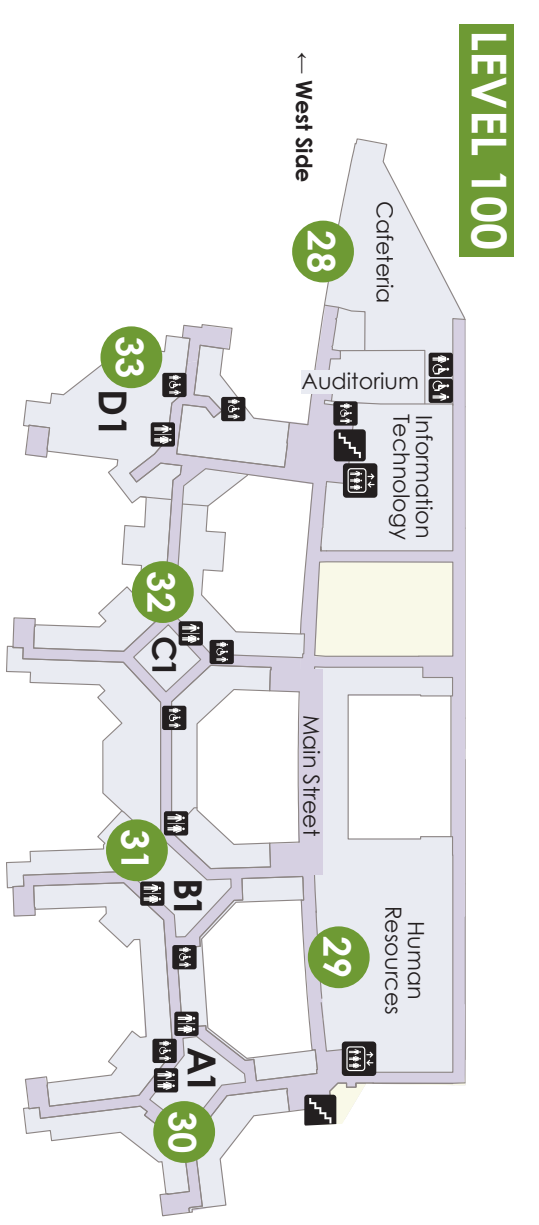 LEVEL 100
← West Side
Cafeteria
28
Auditorium
Information
Technology
Main Street
Human
Resources
29
33
D1
32
C1
31
B1
A1
30